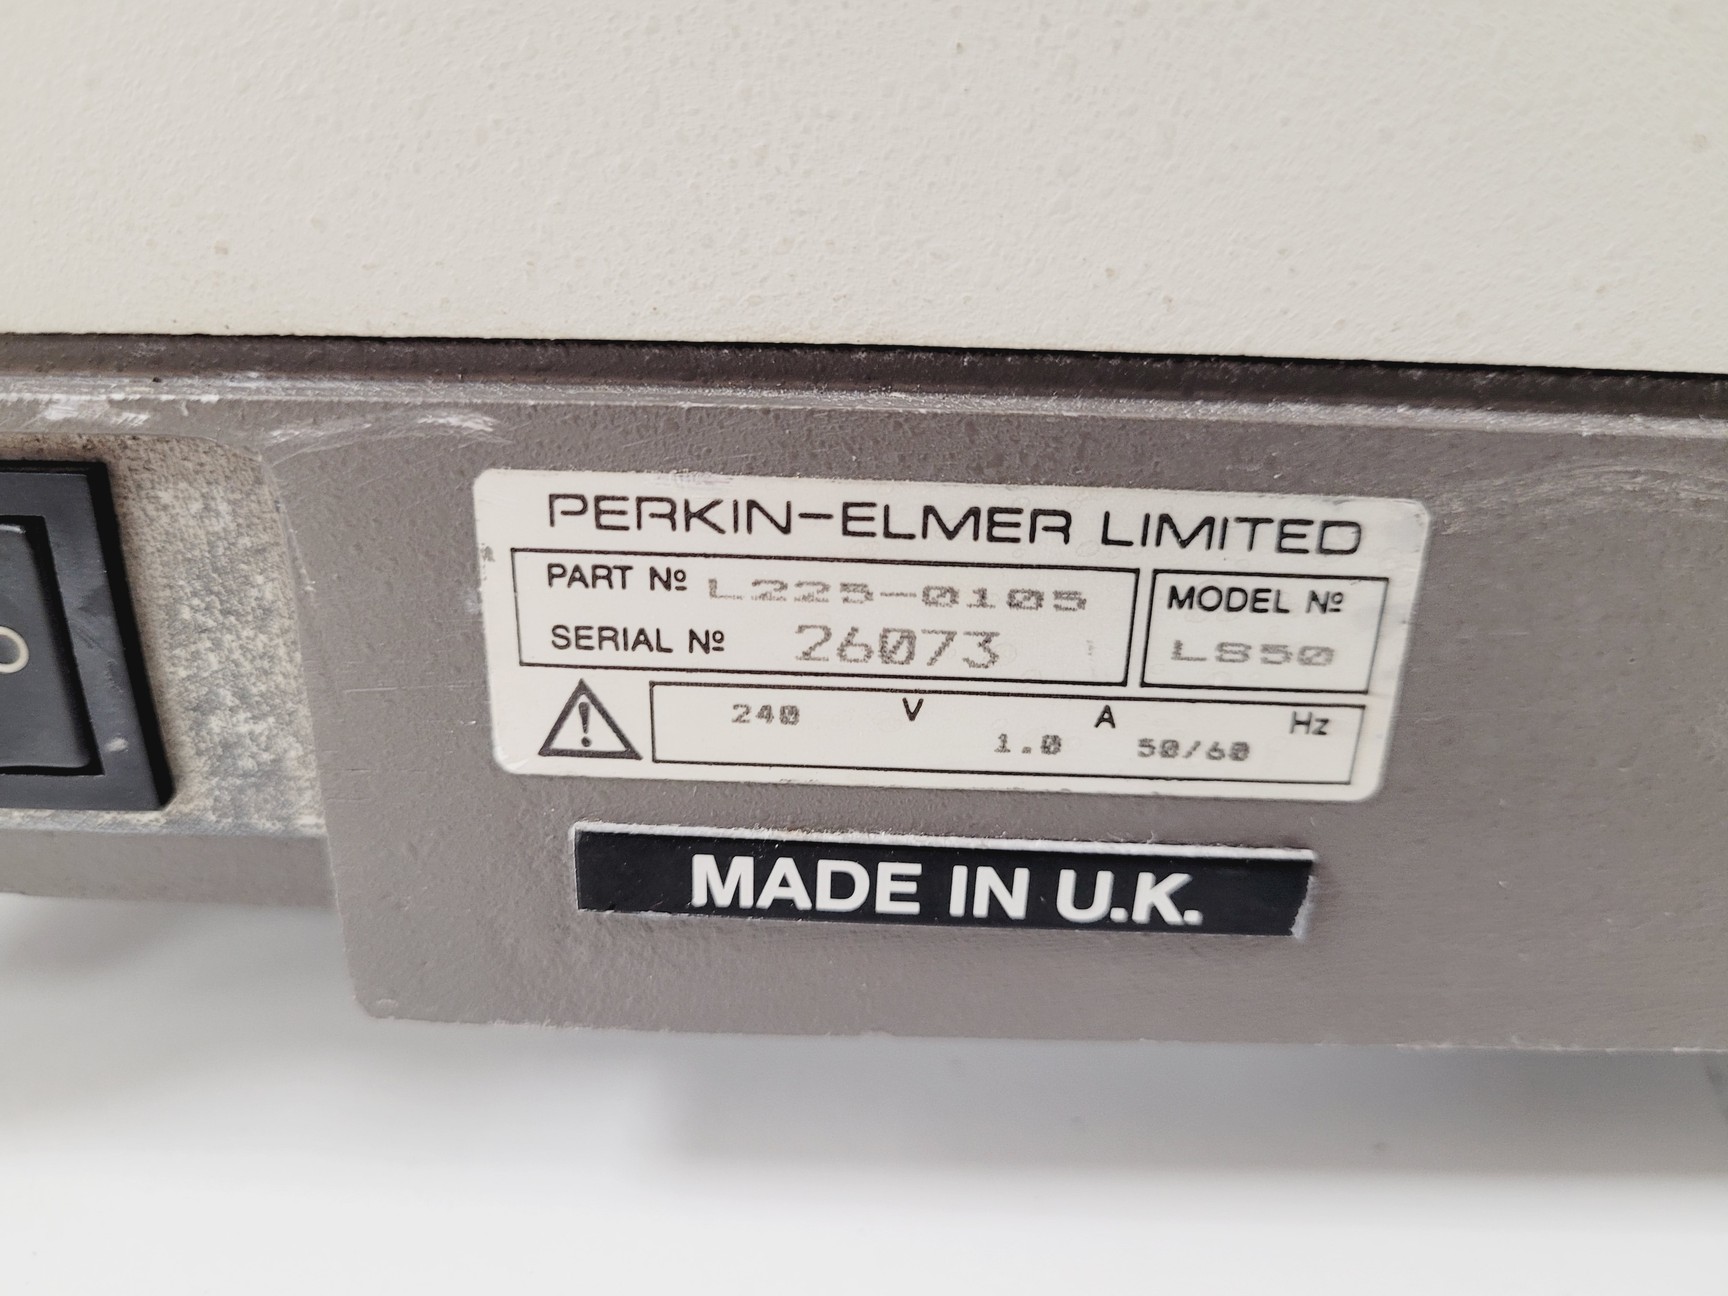 PERKIN-ELMER LIMITED
PART Nº L225-0105
SERIAL Nº 26073
MODEL Nº
LS50
240 V A Hz
1.0 50/60
MADE IN U.K.
O